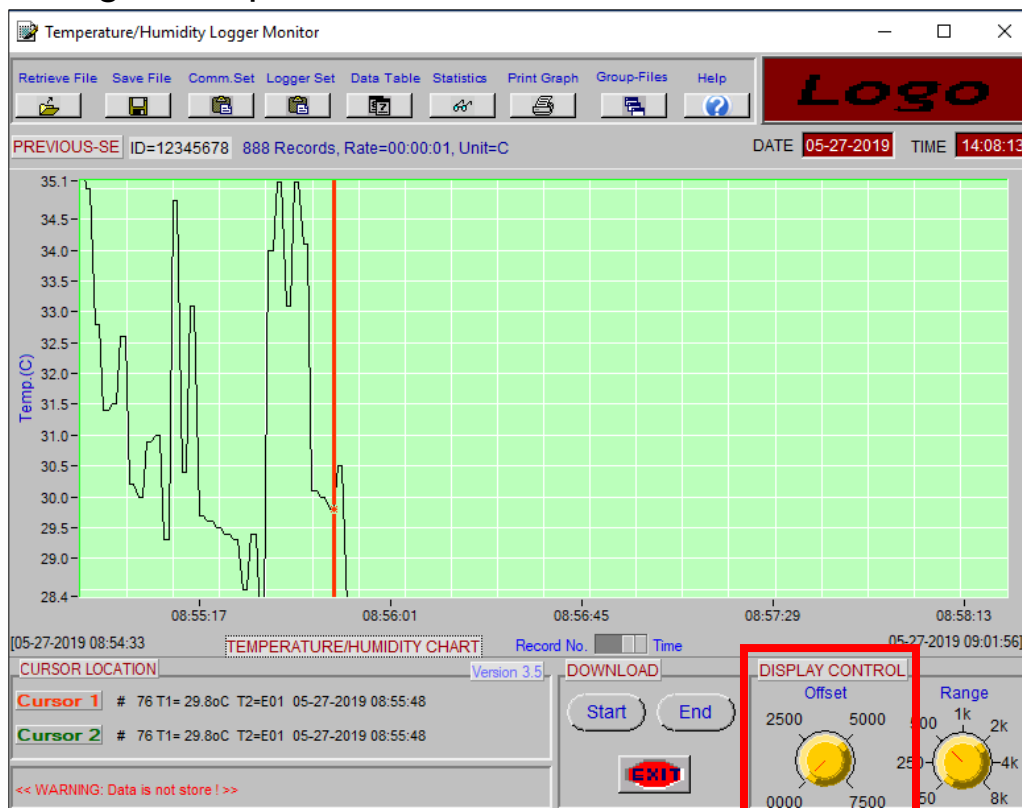 Temperature/Humidity Logger Monitor
Retrieve File Save File Comm.Set Logger Set Data Table Statistics Print Graph Group-Files Help
Logo
PREVIOUS-SE ID=12345678 888 Records, Rate=00:00:01, Unit=C DATE 05-27-2019 TIME 14:08:13
35.1
34.5
34.0
33.5
33.0
32.5
32.0
31.5
31.0
30.5
30.0
29.5
29.0
28.4
Temp.(C)
08:55:17 08:56:01 08:56:45 08:57:29 08:58:13
[05-27-2019 08:54:33 TEMPERATURE/HUMIDITY CHART Record No. Time 05-27-2019 09:01:56]
CURSOR LOCATION Version 3.5 DOWNLOAD DISPLAY CONTROL
Cursor 1 # 76 T1= 29.8oC T2=E01 05-27-2019 08:55:48
Cursor 2 # 76 T1= 29.8oC T2=E01 05-27-2019 08:55:48
<< WARNING: Data is not store ! >>
Start End
EXIT
Offset
2500 5000
0000 7500
Range
500 1k 2k
4k
8k